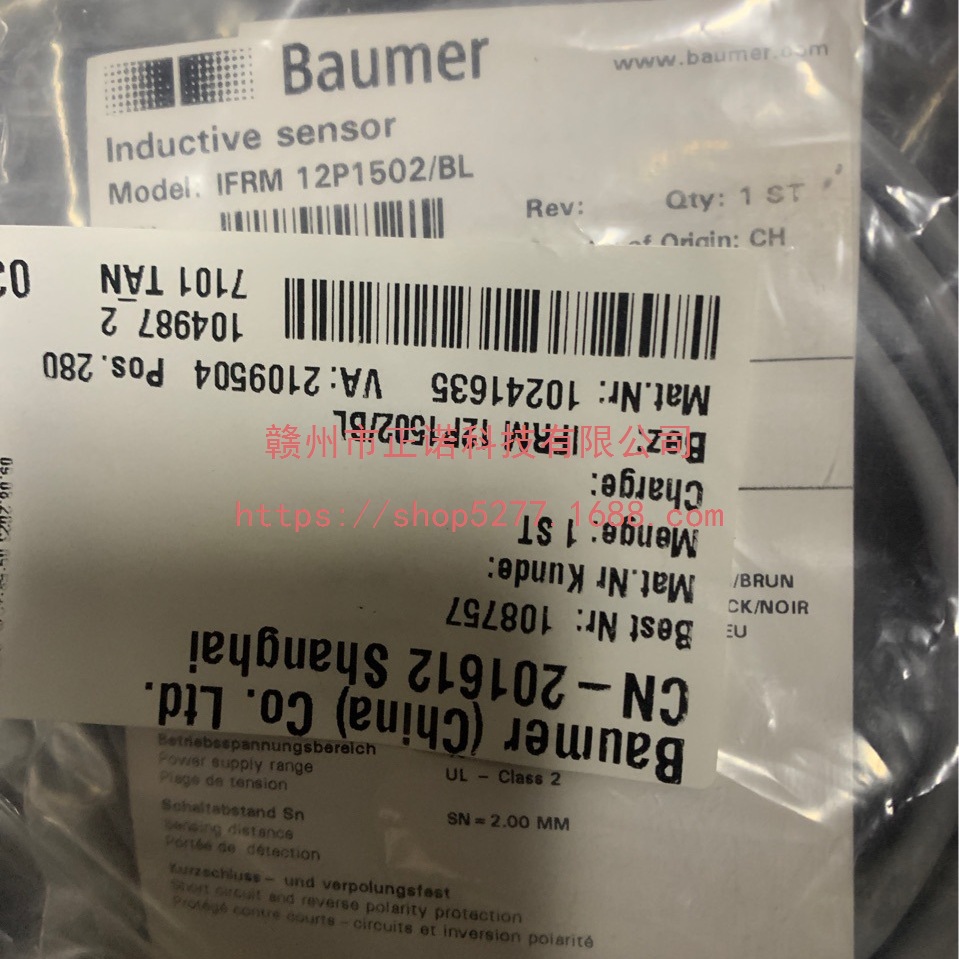 Baumer
www.baumer.com
Inductive sensor
Model: IFRM 12P1502/BL
Rev:
Qty: 1 ST
of Origin: CH
/BRUN
CK/NOIR
EU
Baumer (China) Co. Ltd.
CN-201612 Shanghai
Best Nr: 108757
Mat.Nr Kunde:
Menge: 1 ST
Charge:
Bez: IFRM 12P1502/BL
Mat.Nr: 10241635 VA: 2109504 Pos. 280
104987 2
7101 TAN
赣州市正诺科技有限公司
https://shop5277.1688.com
Betriebsspannungsbereich
Power supply range
Plage de tension
UL - Class 2
Schaltabstand Sn
Sensing distance
Portée de détection
SN = 2.00 MM
Kurzschluss- und verpolungsfest
Short circuit and reverse polarity protection
Protégé contre courts-circuits et inversion polarité